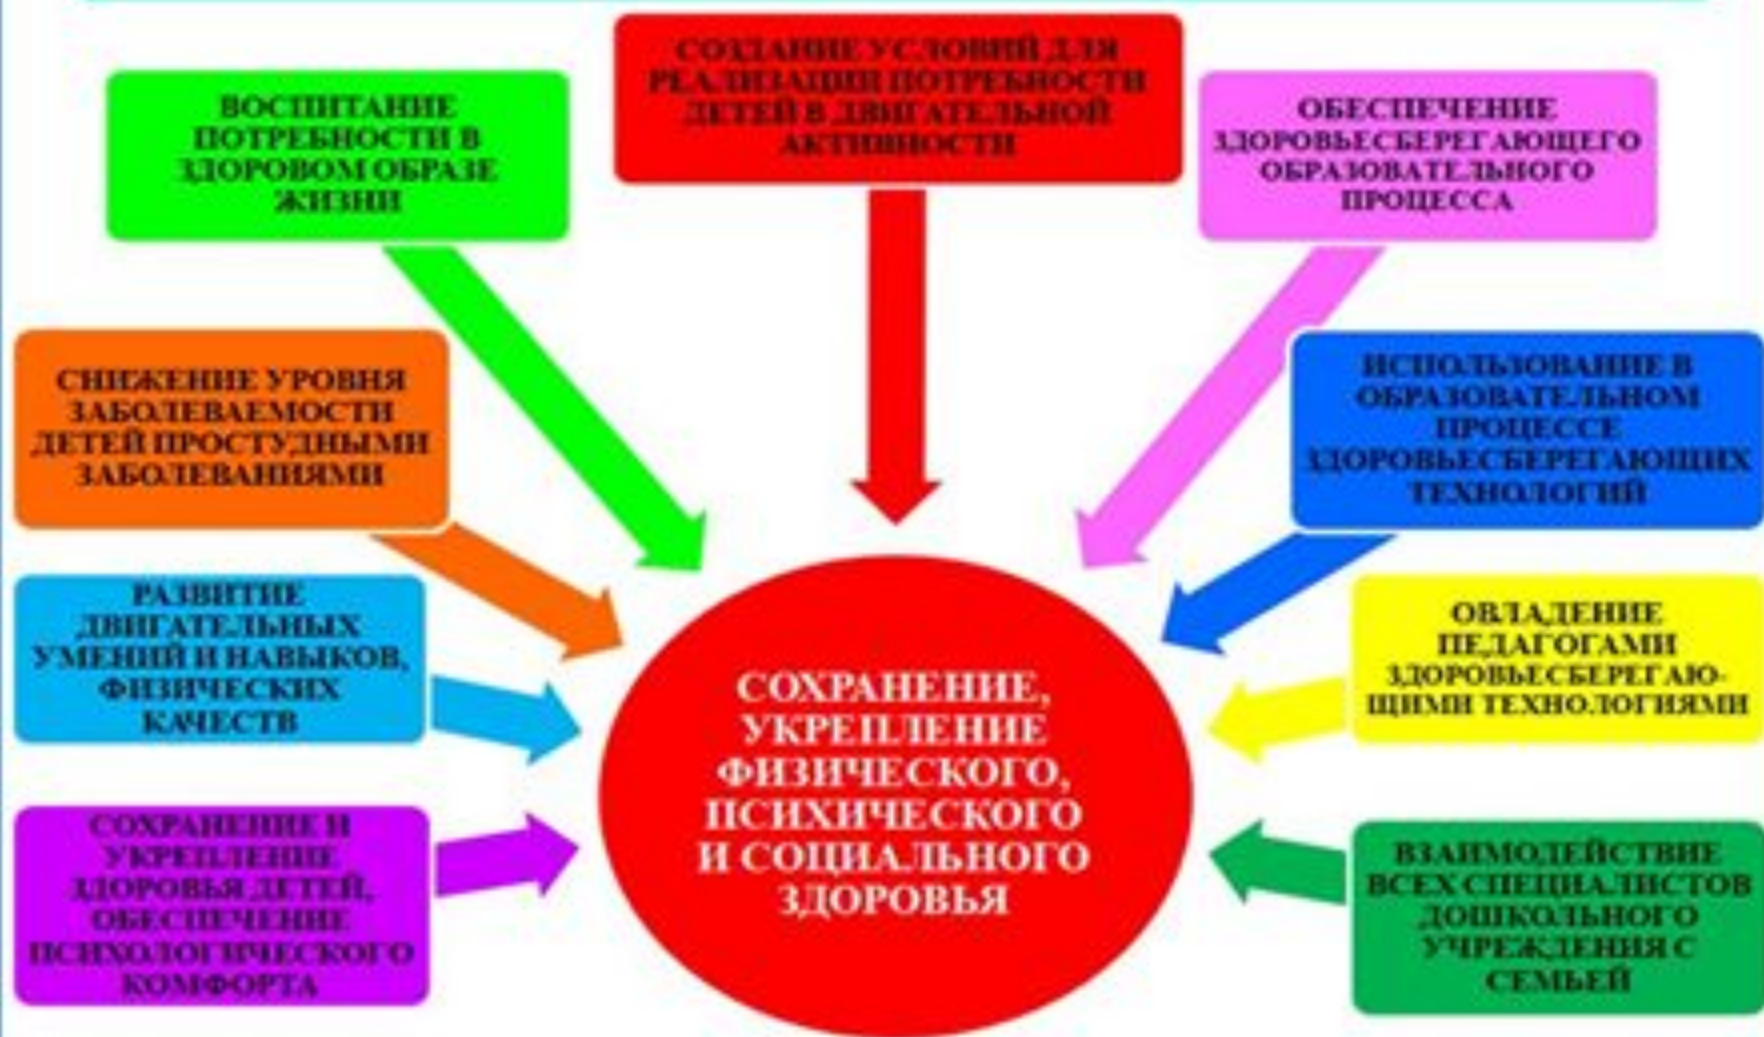 СОЗДАНИЕ УСЛОВИЙ ДЛЯ
РЕАЛИЗАЦИИ ПОТРЕБНОСТИ
ДЕТЕЙ В ДВИГАТЕЛЬНОЙ
АКТИВНОСТИ
ВОСПИТАНИЕ
ПОТРЕБНОСТИ В
ЗДОРОВОМ ОБРАЗЕ
ЖИЗНИ
ОБЕСПЕЧЕНИЕ
ЗДОРОВЬЕСБЕРЕГАЮЩЕГО
ОБРАЗОВАТЕЛЬНОГО
ПРОЦЕССА
СНИЖЕНИЕ УРОВНЯ
ЗАБОЛЕВАЕМОСТИ
ДЕТЕЙ ПРОСТУДНЫМИ
ЗАБОЛЕВАНИЯМИ
ИСПОЛЬЗОВАНИЕ В
ОБРАЗОВАТЕЛЬНОМ
ПРОЦЕССЕ
ЗДОРОВЬЕСБЕРЕГАЮЩИХ
ТЕХНОЛОГИЙ
РАЗВИТИЕ
ДВИГАТЕЛЬНЫХ
УМЕНИЙ И НАВЫКОВ,
ФИЗИЧЕСКИХ
КАЧЕСТВ
ОВЛАДЕНИЕ
ПЕДАГОГАМИ
ЗДОРОВЬЕСБЕРЕГАЮ-
ЩИМИ ТЕХНОЛОГИЯМИ
СОХРАНЕНИЕ,
УКРЕПЛЕНИЕ
ФИЗИЧЕСКОГО,
ПСИХИЧЕСКОГО
И СОЦИАЛЬНОГО
ЗДОРОВЬЯ
СОХРАНЕНИЕ И
УКРЕПЛЕНИЕ
ЗДОРОВЬЯ ДЕТЕЙ,
ОБЕСПЕЧЕНИЕ
ПСИХОЛОГИЧЕСКОГО
КОМФОРТА
ВЗАИМОДЕЙСТВИЕ
ВСЕХ СПЕЦИАЛИСТОВ
ДОШКОЛЬНОГО
УЧРЕЖДЕНИЯ С
СЕМЬЕЙ